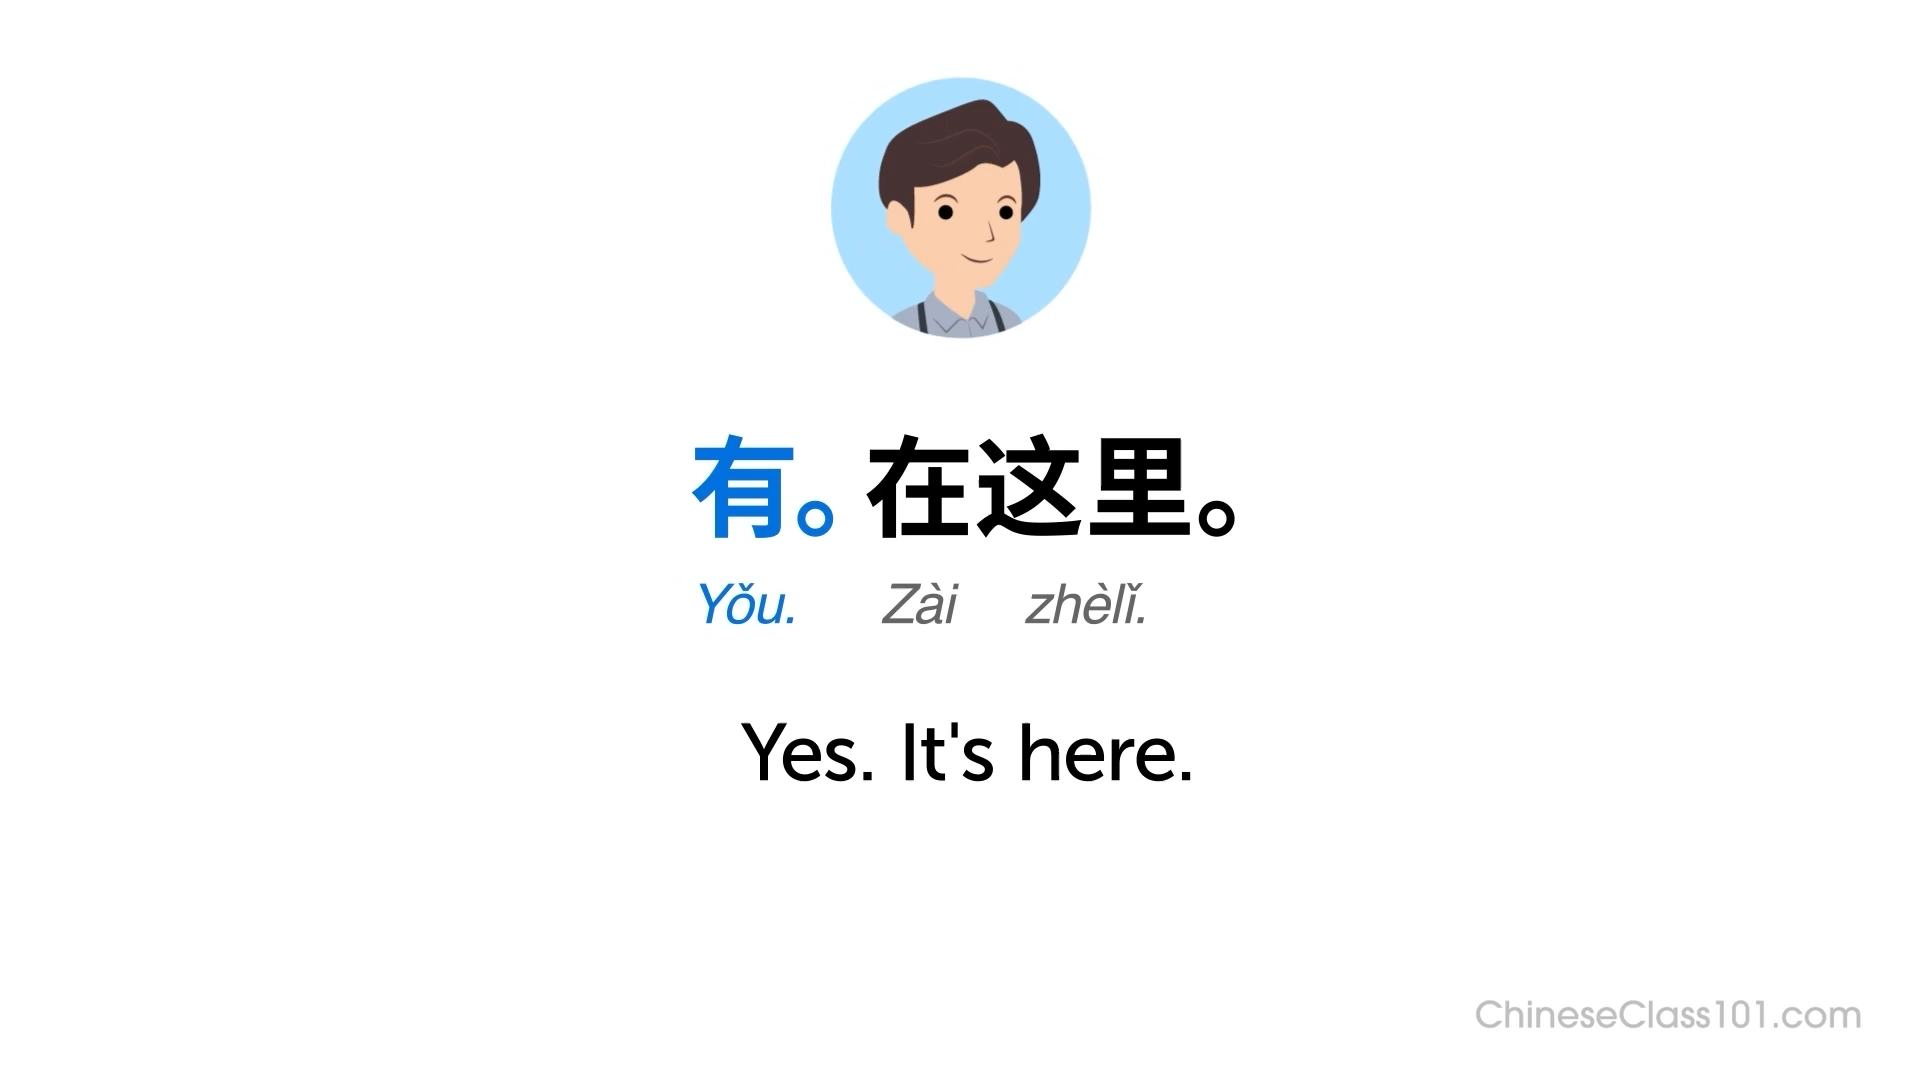 有。在这里。
Yǒu. Zài zhèlǐ.
Yes. It's here.
ChineseClass101.com